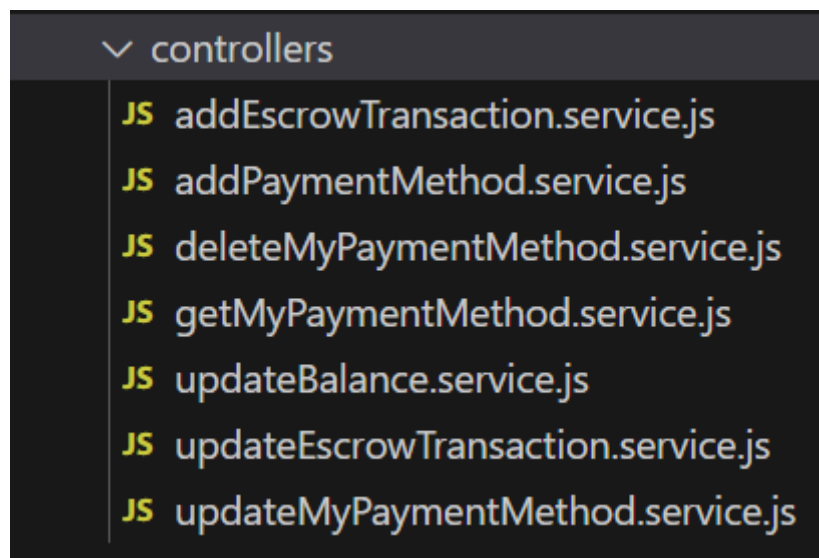 controllers
JS addEscrowTransaction.service.js
JS addPaymentMethod.service.js
JS deleteMyPaymentMethod.service.js
JS getMyPaymentMethod.service.js
JS updateBalance.service.js
JS updateEscrowTransaction.service.js
JS updateMyPaymentMethod.service.js